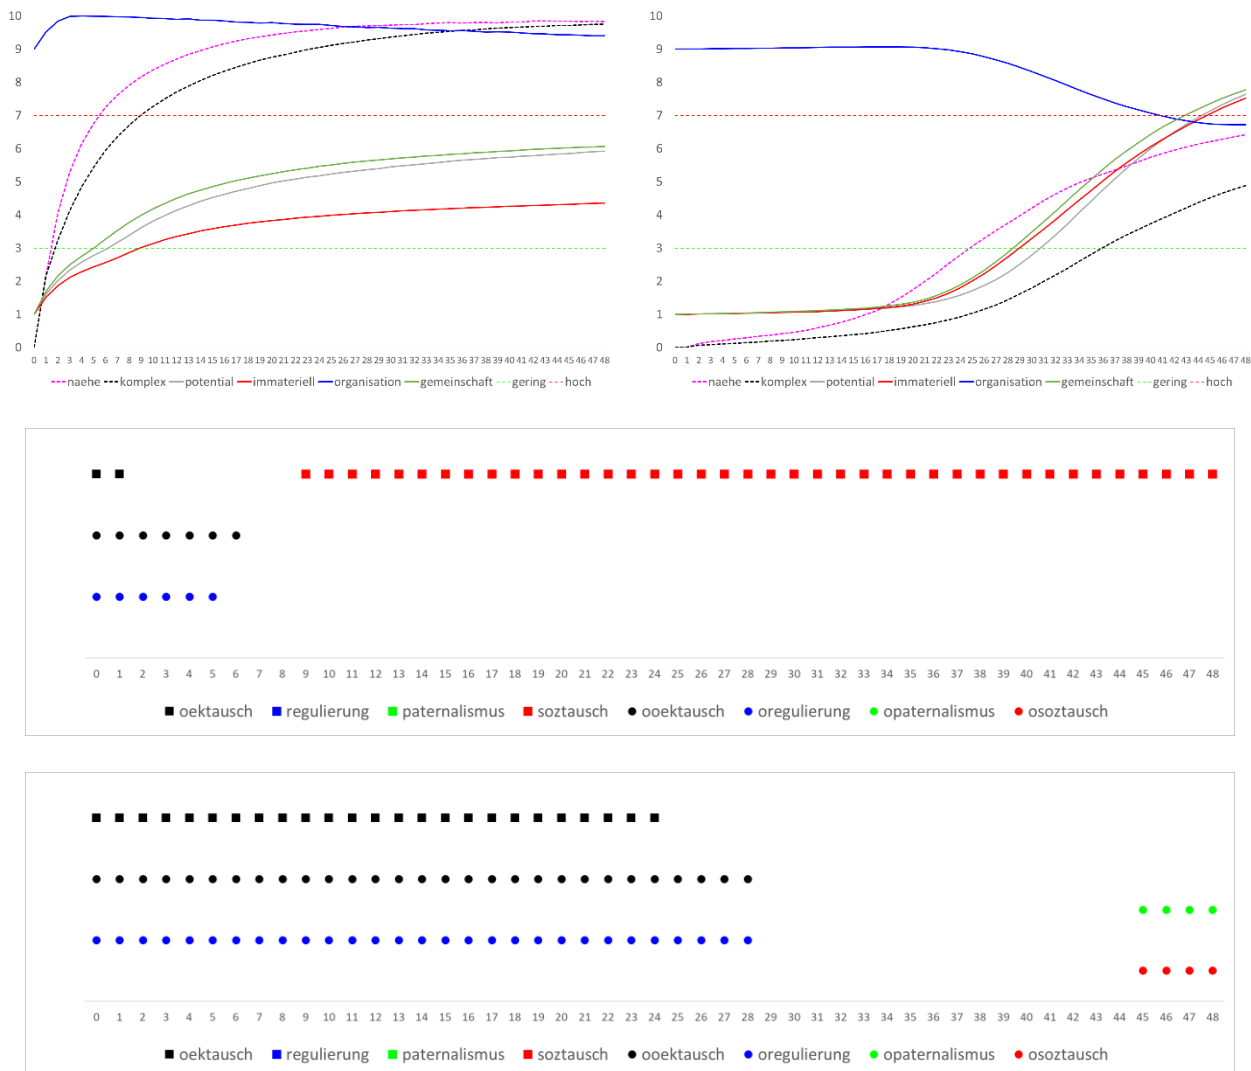 10
9
8
7
6
5
4
3
2
1
0
0 1 2 3 4 5 6 7 8 9 10 11 12 13 14 15 16 17 18 19 20 21 22 23 24 25 26 27 28 29 30 31 32 33 34 35 36 37 38 39 40 41 42 43 44 45 46 47 48
naehe komplex potential immateriell organisation gemeinschaft gering hoch
10
9
8
7
6
5
4
3
2
1
0
0 1 2 3 4 5 6 7 8 9 10 11 12 13 14 15 16 17 18 19 20 21 22 23 24 25 26 27 28 29 30 31 32 33 34 35 36 37 38 39 40 41 42 43 44 45 46 47 48
naehe komplex potential immateriell organisation gemeinschaft gering hoch
0 1 2 3 4 5 6 7 8 9 10 11 12 13 14 15 16 17 18 19 20 21 22 23 24 25 26 27 28 29 30 31 32 33 34 35 36 37 38 39 40 41 42 43 44 45 46 47 48
oektausch regulierung paternalismus soztausch ooektausch oregulierung opaternalismus osoztausch
0 1 2 3 4 5 6 7 8 9 10 11 12 13 14 15 16 17 18 19 20 21 22 23 24 25 26 27 28 29 30 31 32 33 34 35 36 37 38 39 40 41 42 43 44 45 46 47 48
oektausch regulierung paternalismus soztausch ooektausch oregulierung opaternalismus osoztausch